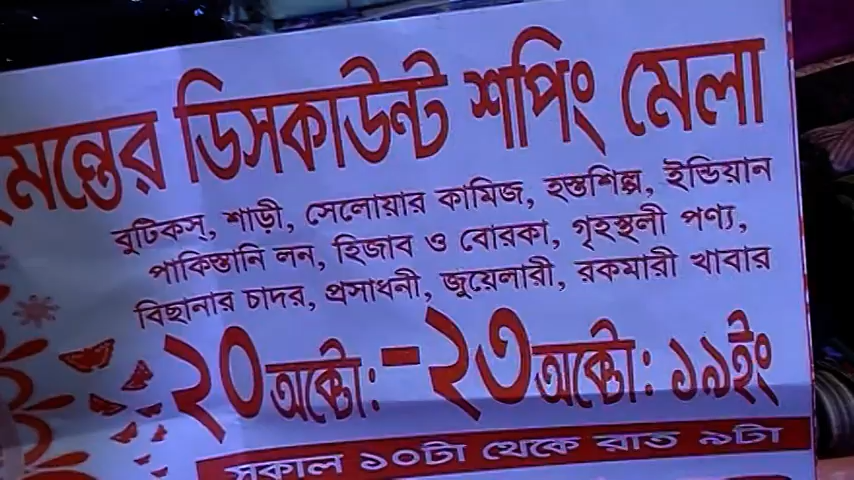 মন্তের ডিসকাউন্ট শপিং মেলা
বুটিকস্, শাড়ী, সেলোয়ার কামিজ, হস্তশিল্প, ইন্ডিয়ান
পাকিস্তানি লন, হিজাব ও বোরকা, গৃহস্থলী পণ্য,
বিছানার চাদর, প্রসাধনী, জুয়েলারী, রকমারী খাবার
২০ অক্টো: - ২৩ অক্টো: ১৯ইং
সকাল ১০টা থেকে রাত ৯টা